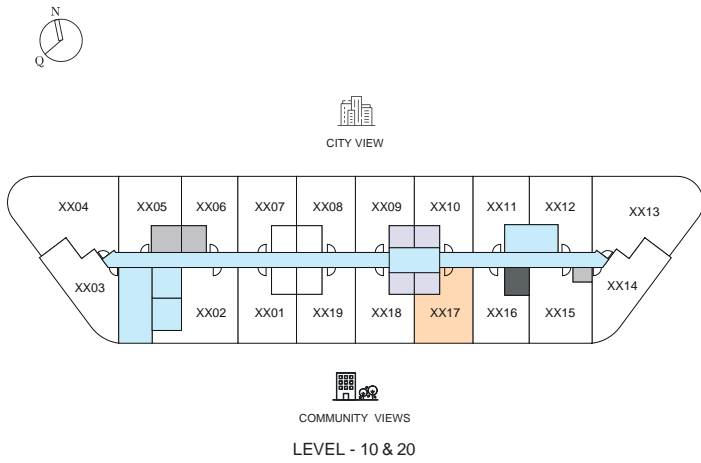 N
Q
CITY VIEW
XX04
XX05
XX06
XX07
XX08
XX09
XX10
XX11
XX12
XX13
XX03
XX02
XX01
XX19
XX18
XX17
XX16
XX15
XX14
COMMUNITY VIEWS
LEVEL - 10 & 20